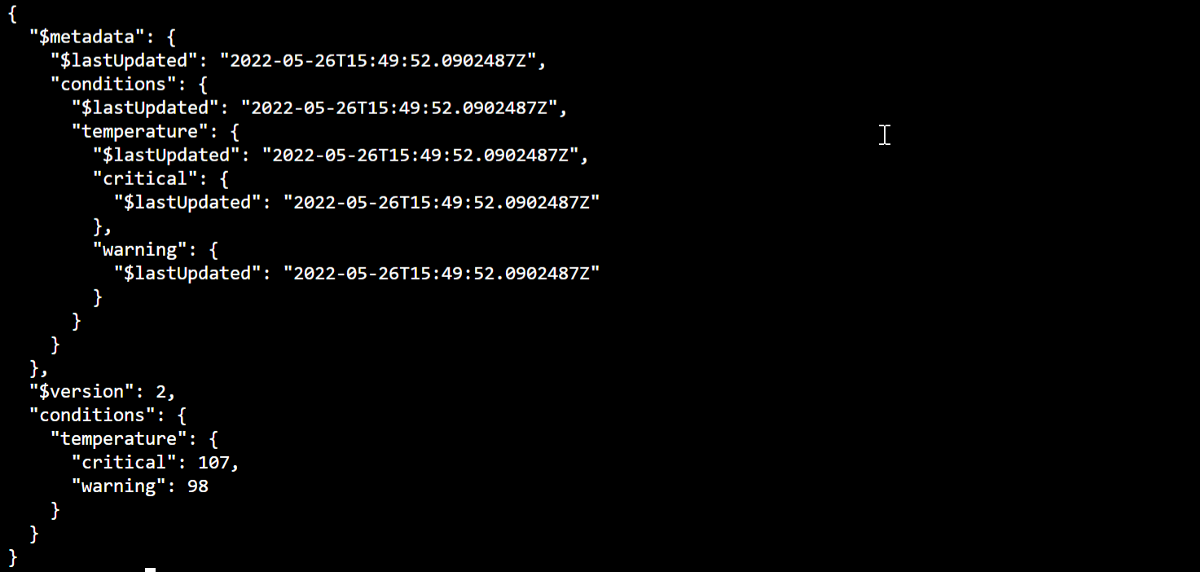 {
  "$metadata": {
    "$lastUpdated": "2022-05-26T15:49:52.0902487Z",
    "conditions": {
      "$lastUpdated": "2022-05-26T15:49:52.0902487Z",
      "temperature": {
        "$lastUpdated": "2022-05-26T15:49:52.0902487Z",
        "critical": {
          "$lastUpdated": "2022-05-26T15:49:52.0902487Z"
        },
        "warning": {
          "$lastUpdated": "2022-05-26T15:49:52.0902487Z"
        }
      }
    }
  },
  "$version": 2,
  "conditions": {
    "temperature": {
      "critical": 107,
      "warning": 98
    }
  }
}